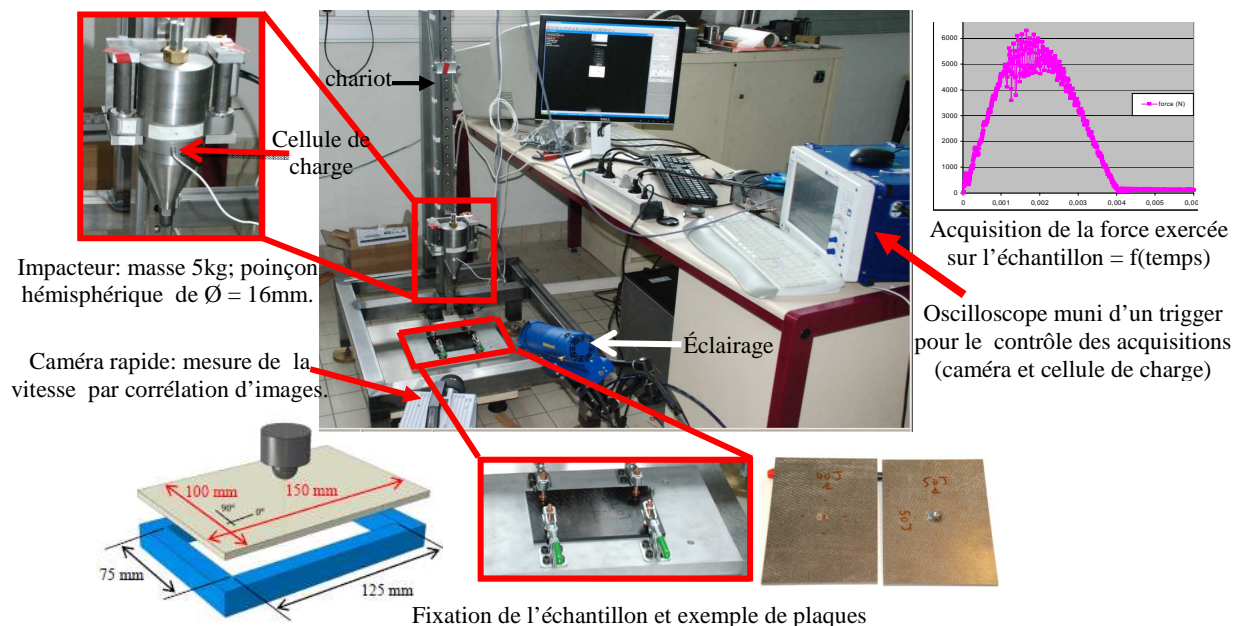 chariot
Cellule de
charge
Impacteur: masse 5kg; poinçon
hémisphérique de Ø = 16mm.
Caméra rapide: mesure de la
vitesse par corrélation d'images.
Éclairage
6000
5000
4000
3000
2000
1000
0
0 0,001 0,002 0,003 0,004 0,005 0,00
force (N)
Acquisition de la force exercée
sur l'échantillon = f(temps)
Oscilloscope muni d'un trigger
pour le contrôle des acquisitions
(caméra et cellule de charge)
100 mm
150 mm
90°
0°
75 mm
125 mm
50J
Fixation de l'échantillon et exemple de plaques